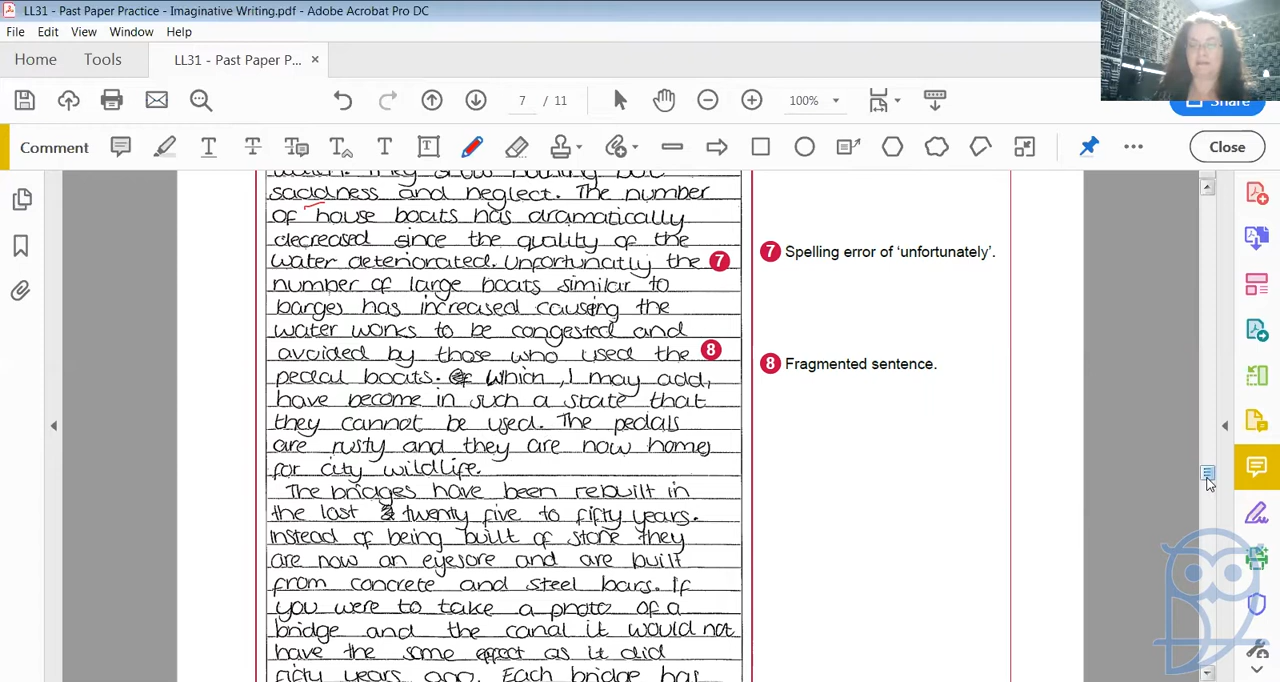 LL31 - Past Paper Practice - Imaginative Writing.pdf - Adobe Acrobat Pro DC
File Edit View Window Help
Home Tools LL31 - Past Paper P... ×
7 / 11 100%
Share
Comment Close
sadness and neglect. The number
of house boats has dramatically
decreased since the quality of the
water deteriorated. Unfortunatly the 7
number of large boats similar to
barges has increased causing the
water works to be congested and
avoided by those who used the 8
pedal boats. Of which, I may add,
have become in such a state that
they cannot be used. The pedals
are rusty and they are now homes
for city wildlife.
The bridges have been rebuilt in
the last twenty five to fifty years.
Instead of being built of stone they
are now an eyesore and are built
from concrete and steel bars. If
you were to take a photo of a
bridge and the canal it would not
have the same effect as it did
fifty years ago. Each bridge has
7 Spelling error of 'unfortunately'.
8 Fragmented sentence.